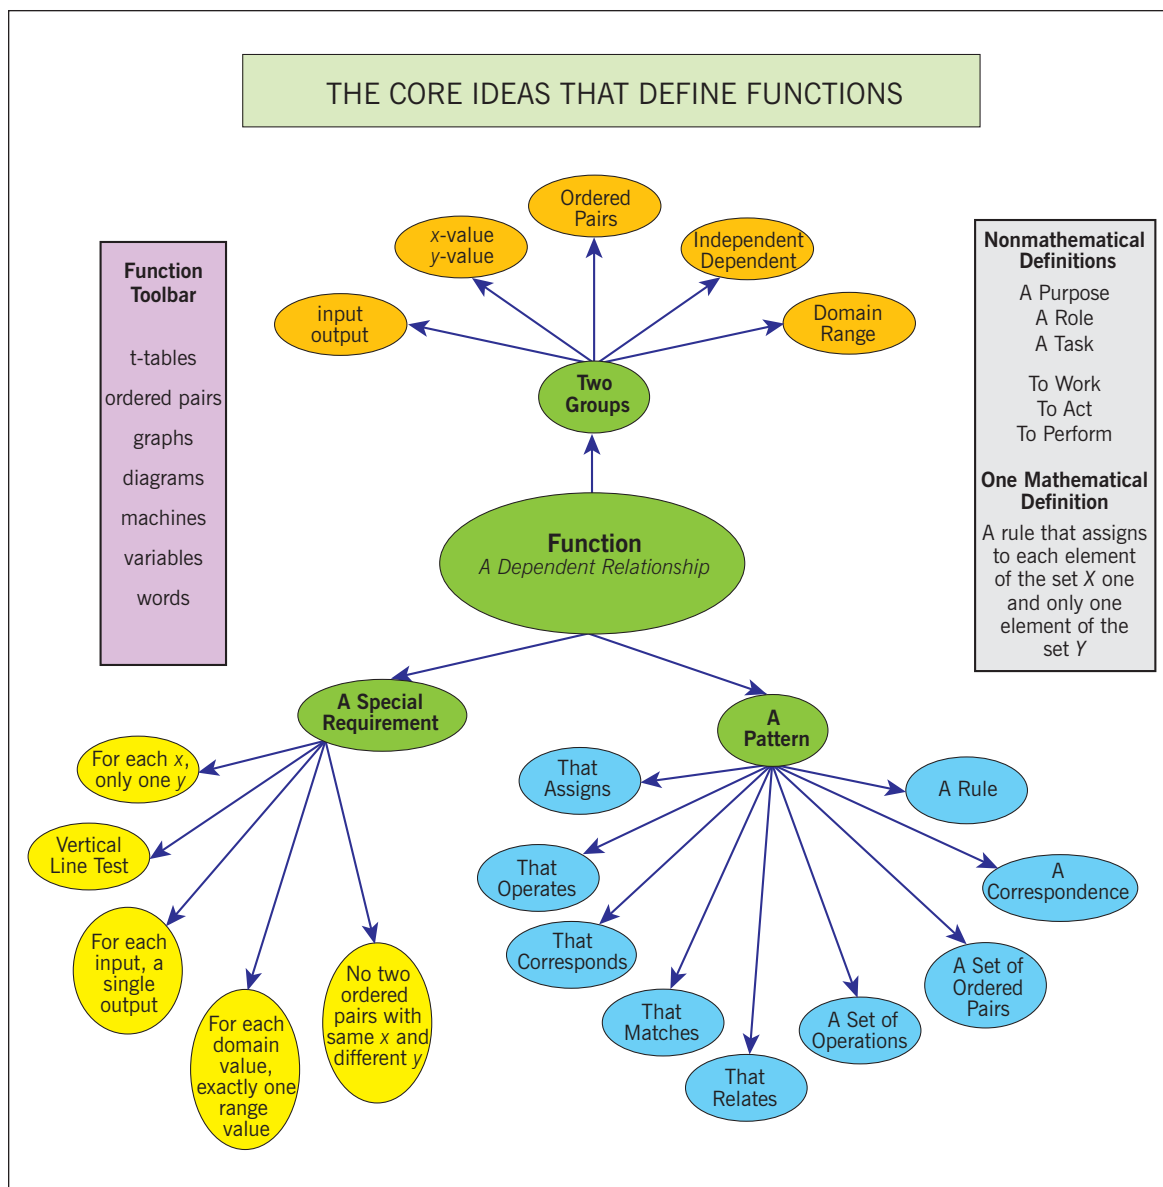 THE CORE IDEAS THAT DEFINE FUNCTIONS
Function
Toolbar
t-tables
ordered pairs
graphs
diagrams
machines
variables
words
input
output
x-value
y-value
Ordered
Pairs
Independent
Dependent
Domain
Range
Two
Groups
Nonmathematical
Definitions
A Purpose
A Role
A Task
To Work
To Act
To Perform
One Mathematical
Definition
A rule that assigns
to each element
of the set X one
and only one
element of the
set Y
Function
A Dependent Relationship
A Special
Requirement
For each x,
only one y
Vertical
Line Test
For each
input, a
single
output
For each
domain
value,
exactly one
range
value
No two
ordered
pairs with
same x and
different y
A
Pattern
That
Assigns
That
Operates
That
Corresponds
That
Matches
That
Relates
A Set of
Operations
A Set of
Ordered
Pairs
A
Correspondence
A Rule